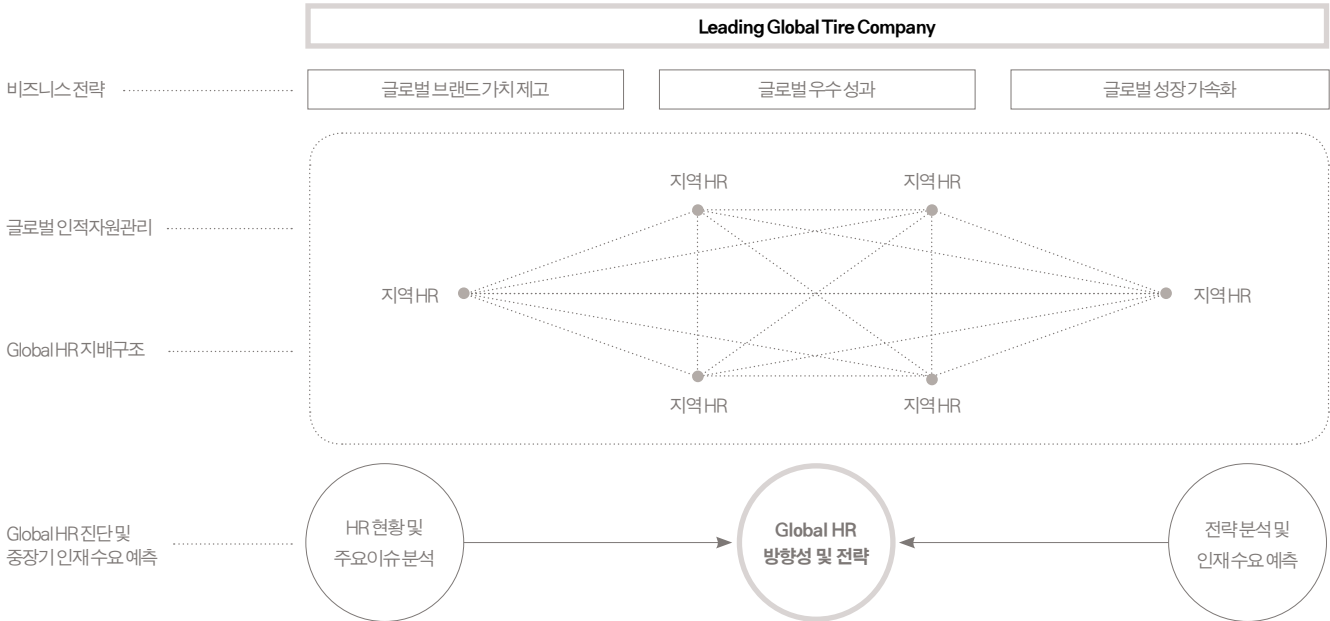 Leading Global Tire Company
비즈니스 전략
글로벌 브랜드 가치 제고
글로벌 우수 성과
글로벌 성장 가속화
지역 HR
지역 HR
글로벌 인적자원관리
지역 HR
지역 HR
Global HR 지배구조
지역 HR
지역 HR
Global HR 진단 및
중장기 인재 수요 예측
HR 현황 및
주요이슈 분석
Global HR
방향성 및 전략
전략 분석 및
인재 수요 예측